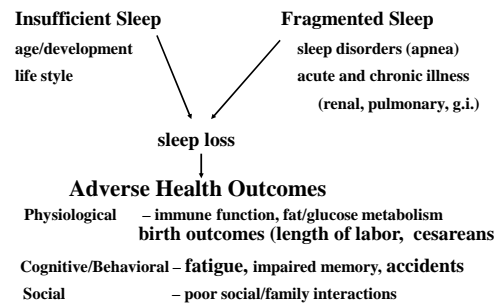 Insufficient Sleep Fragmented Sleep
age/development sleep disorders (apnea)
life style acute and chronic illness
(renal, pulmonary, g.i.)
sleep loss
Adverse Health Outcomes
Physiological – immune function, fat/glucose metabolism
birth outcomes (length of labor, cesareans
Cognitive/Behavioral – fatigue, impaired memory, accidents
Social – poor social/family interactions